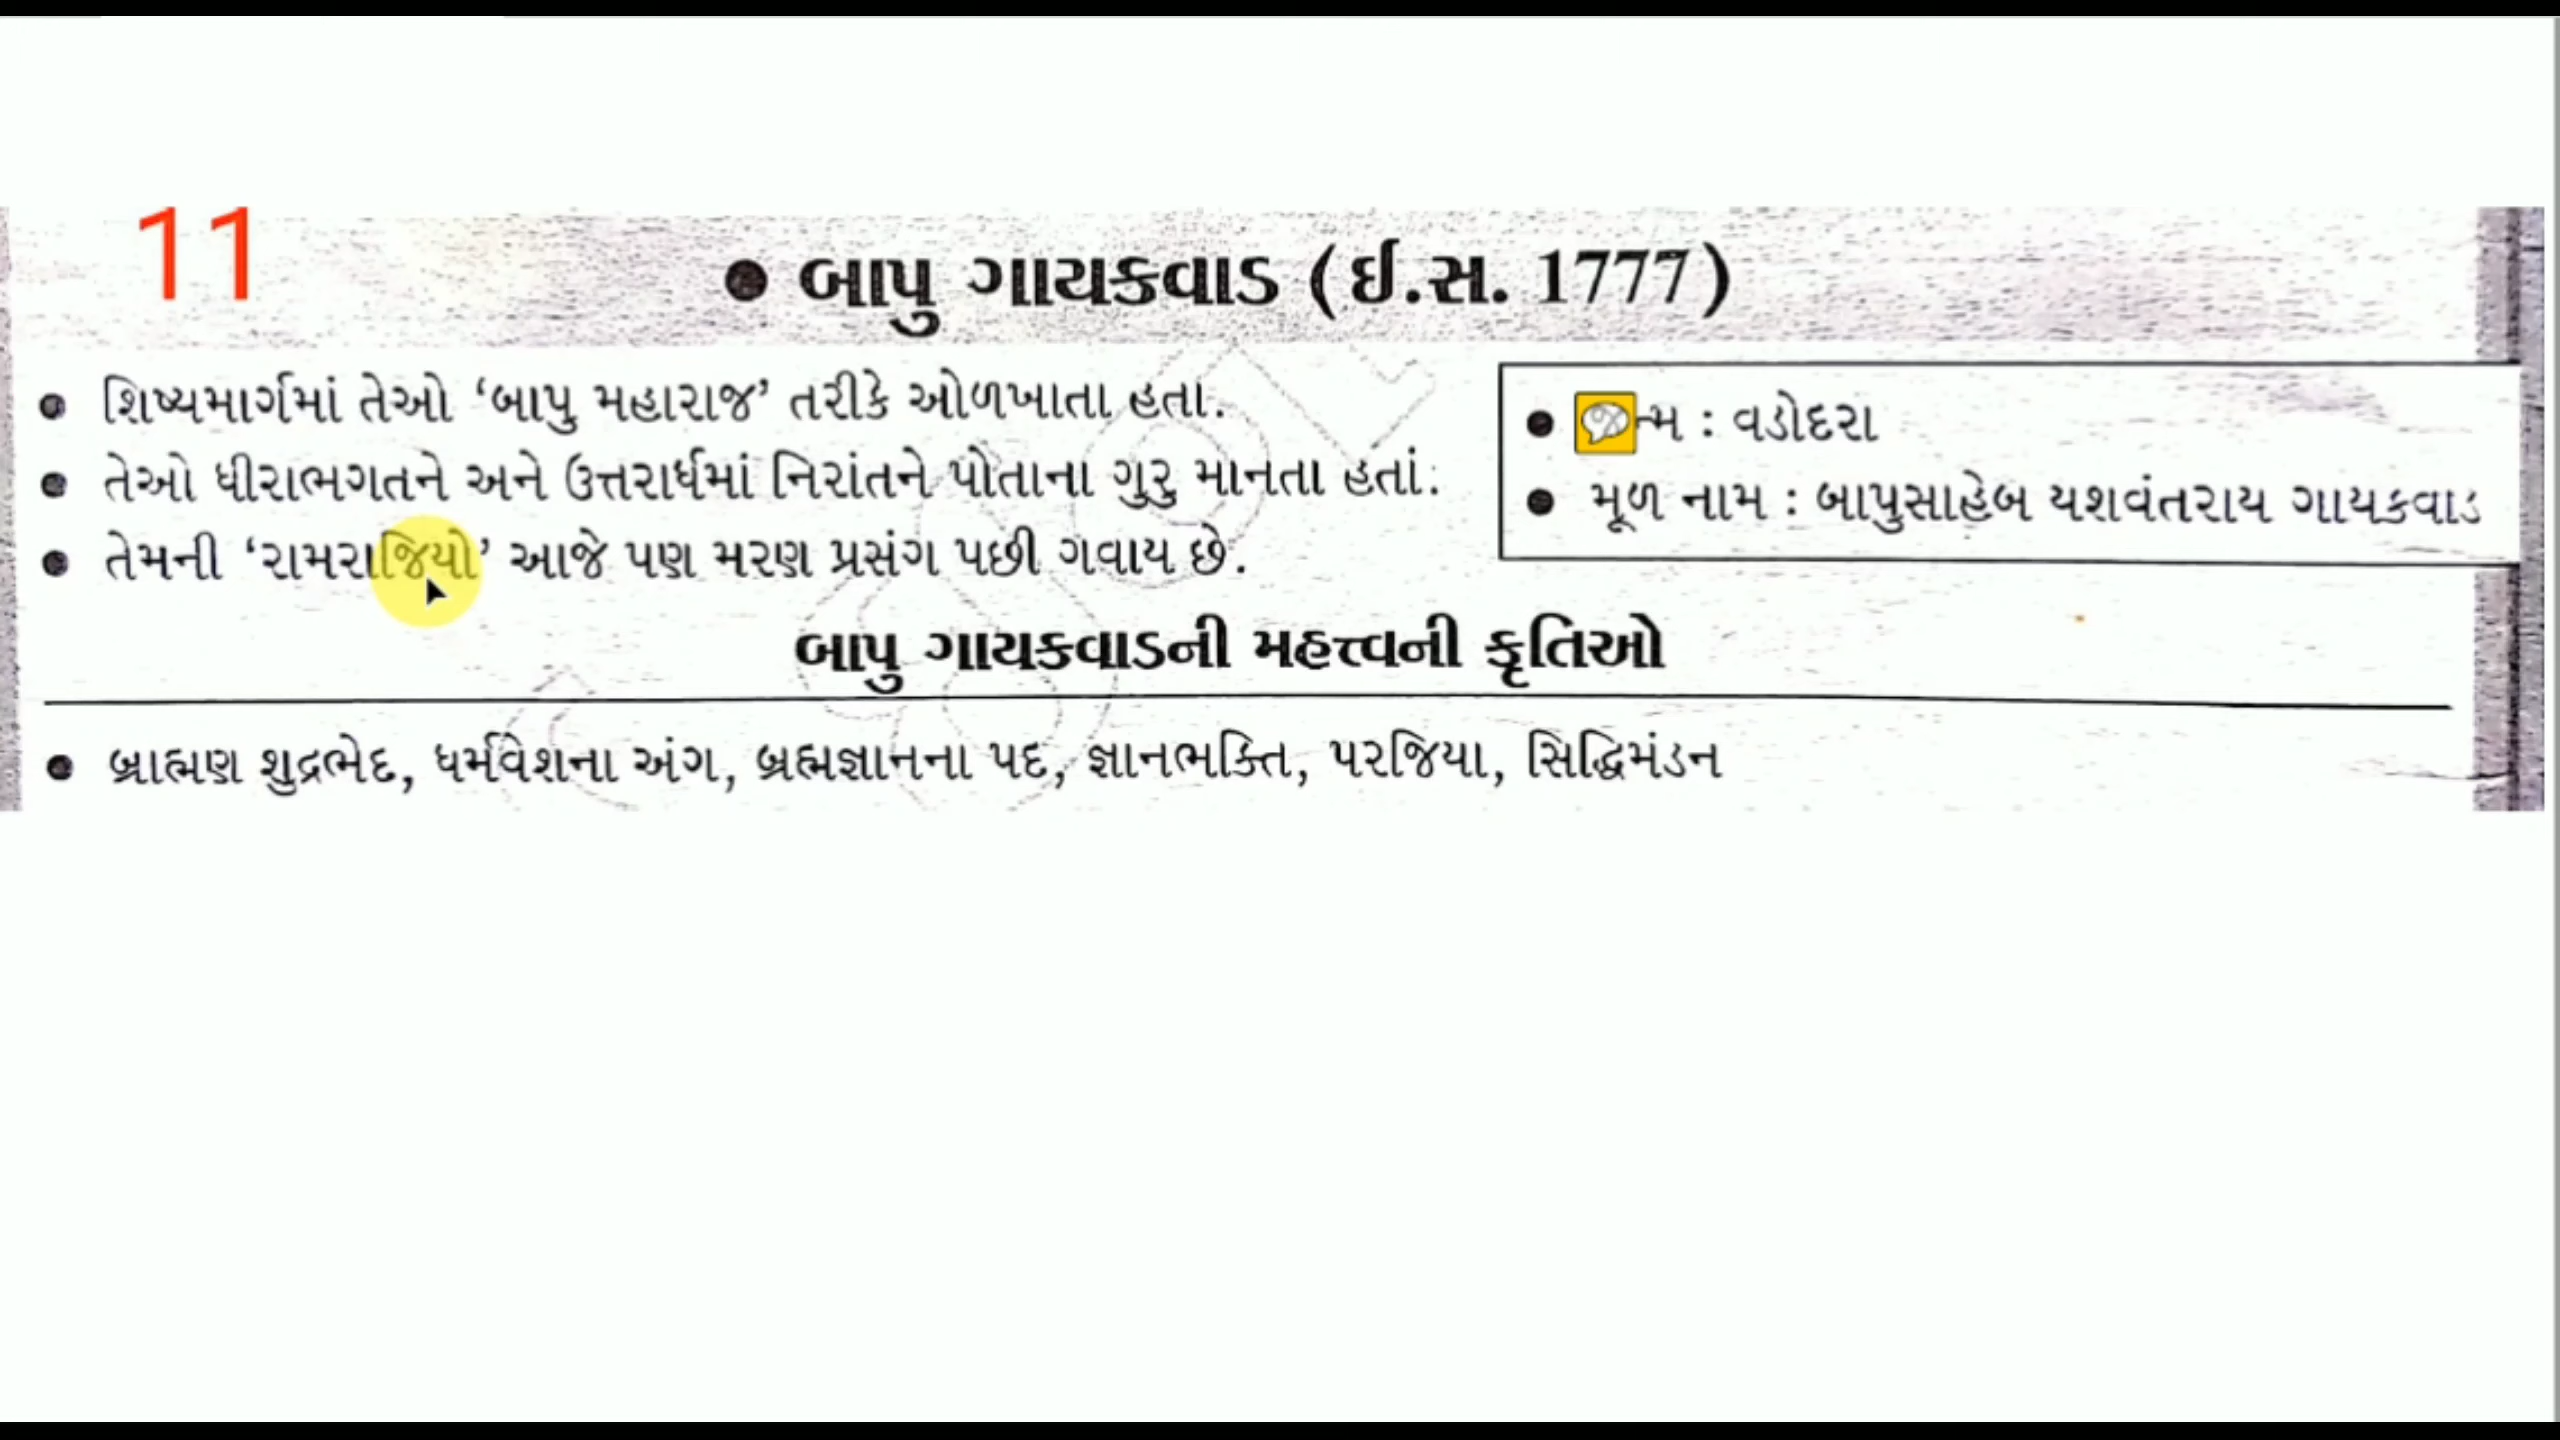 11
• બાપુ ગાયકવાડ (ઈ.સ. 1777)
• શિષ્યમાર્ગમાં તેઓ ‘બાપુ મહારાજ’ તરીકે ઓળખાતા હતા.
• તેઓ ધીરાભગતને અને ઉત્તરાર્ધમાં નિરાંતને પોતાના ગુરુ માનતા હતાં.
• તેમની ‘રામરાજિયો’ આજે પણ મરણ પ્રસંગ પછી ગવાય છે.
• ન્મ : વડોદરા
• મૂળ નામ : બાપુસાહેબ યશવંતરાય ગાયકવાડ
બાપુ ગાયકવાડની મહત્ત્વની કૃતિઓ
• બ્રાહ્મણ શુદ્રભેદ, ધર્મવેશના અંગ, બ્રહ્મજ્ઞાનના પદ, જ્ઞાનભક્તિ, પરજિયા, સિદ્ધિમંડન